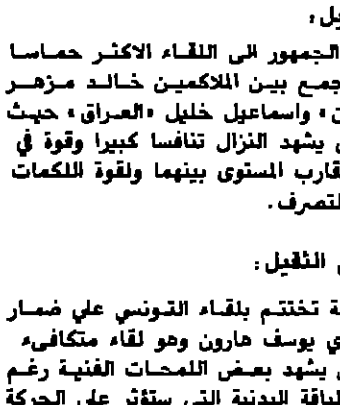 يل :
الجمهور الى اللقاء الاكثر حماسا
جمع بين الملاكمين خالد مزهر
ن » واسماعيل خليل « العراق » حيث
ن يشهد النزال تنافسا كبيرا وقوة في
قارب المستوى بينهما ولقوة اللكمات
لتصرف .
ن الثقيل :
ة تختتم بلقاء التونسي علي ضمار
ي يوسف هارون وهو لقاء متكافىء
ن يشهد بعض اللمحات الفنية رغم
لياقة البدنية التي ستؤثر على الحركة